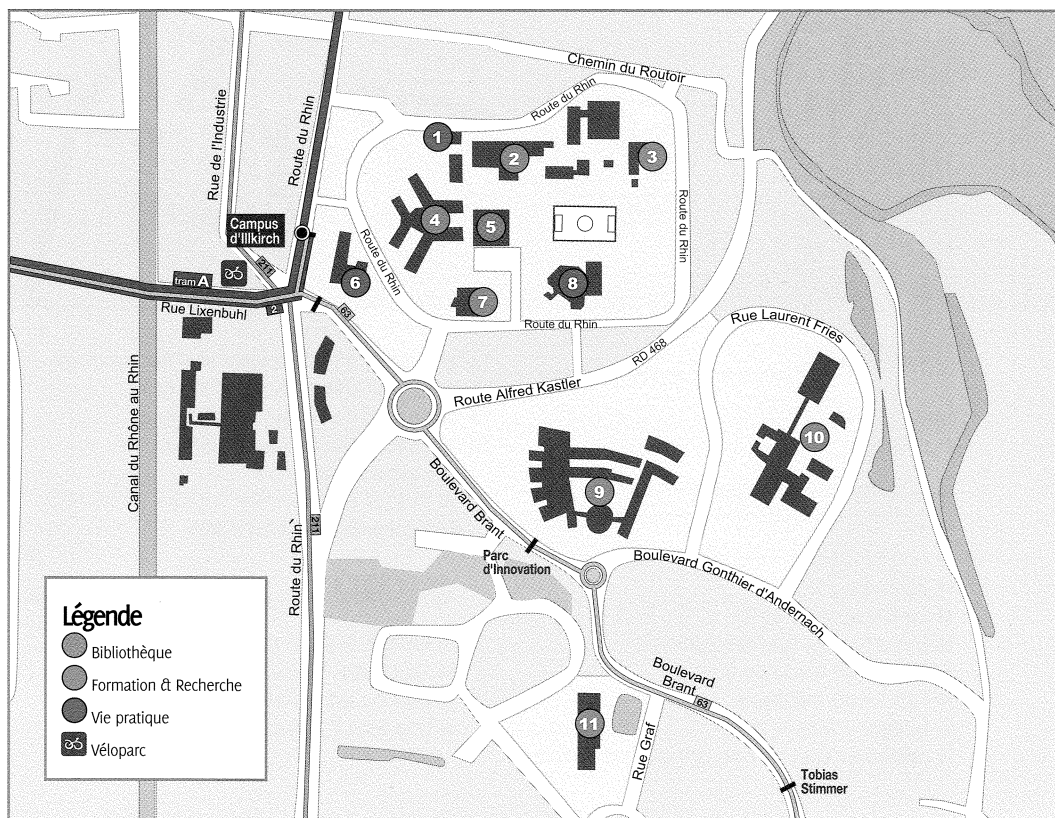 Chemin du Routoir
Route du Rhin
Rue de l'Industrie
Route du Rhin
1
2
3
4
5
Route du Rhin
Campus
d'Illkirch
211
tram A
Route du Rhin
6
7
8
2
63
Rue Lixenbuhl
Route du Rhin
Rue Laurent Fries
RD 468
Route Alfred Kastler
Canal du Rhône au Rhin
10
Boulevard Brant
9
211
Route du Rhin
Parc
d'Innovation
Boulevard Gonthier d'Andernach
Légende
Bibliothèque
Formation & Recherche
Vie pratique
Véloparc
Boulevard
Brant
63
11
Rue Graf
Tobias
Stimmer